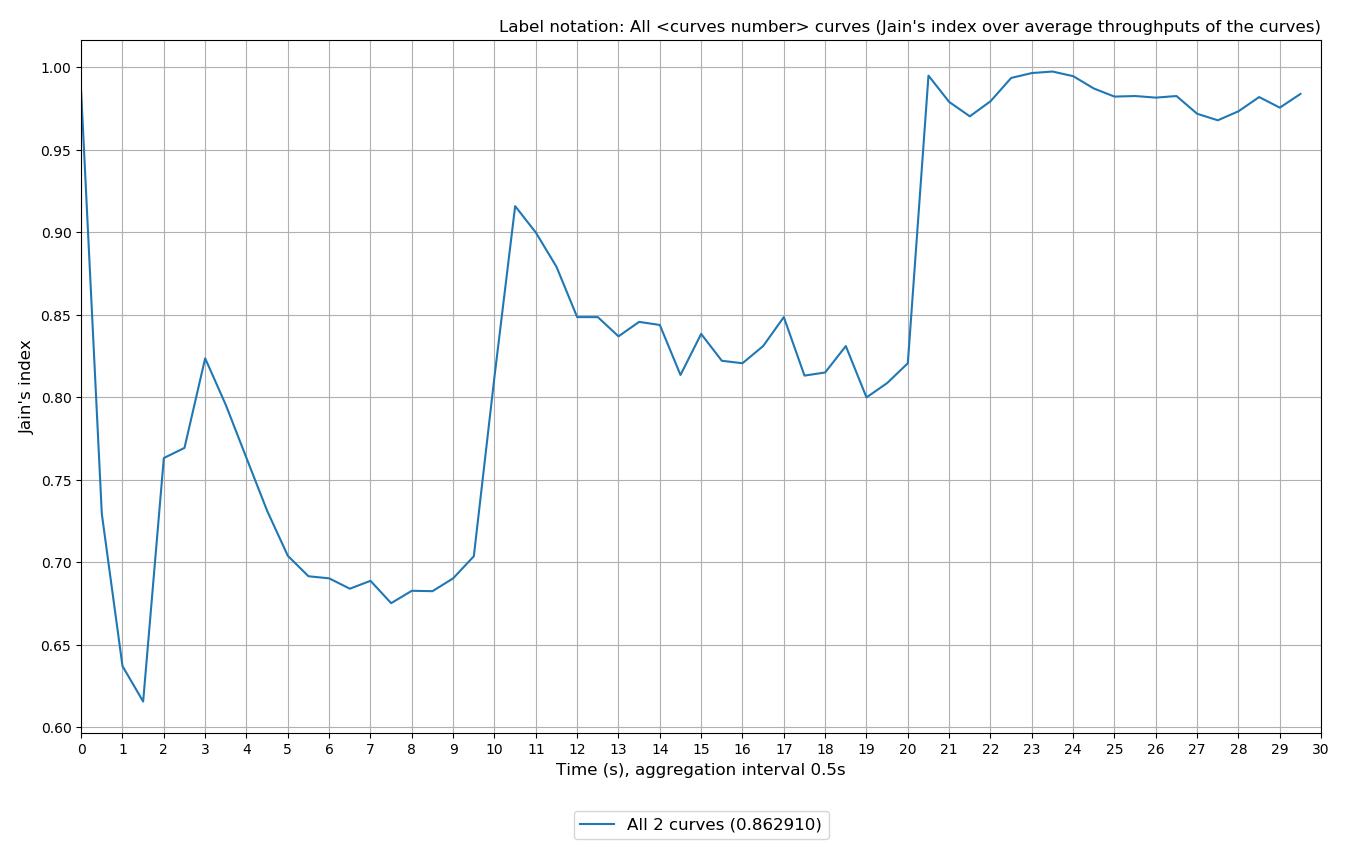 Label notation: All <curves number> curves (Jain's index over average throughputs of the curves)
1.00
0.95
0.90
0.85
0.80
0.75
0.70
0.65
0.60
Jain's index
0 1 2 3 4 5 6 7 8 9 10 11 12 13 14 15 16 17 18 19 20 21 22 23 24 25 26 27 28 29 30
Time (s), aggregation interval 0.5s
All 2 curves (0.862910)